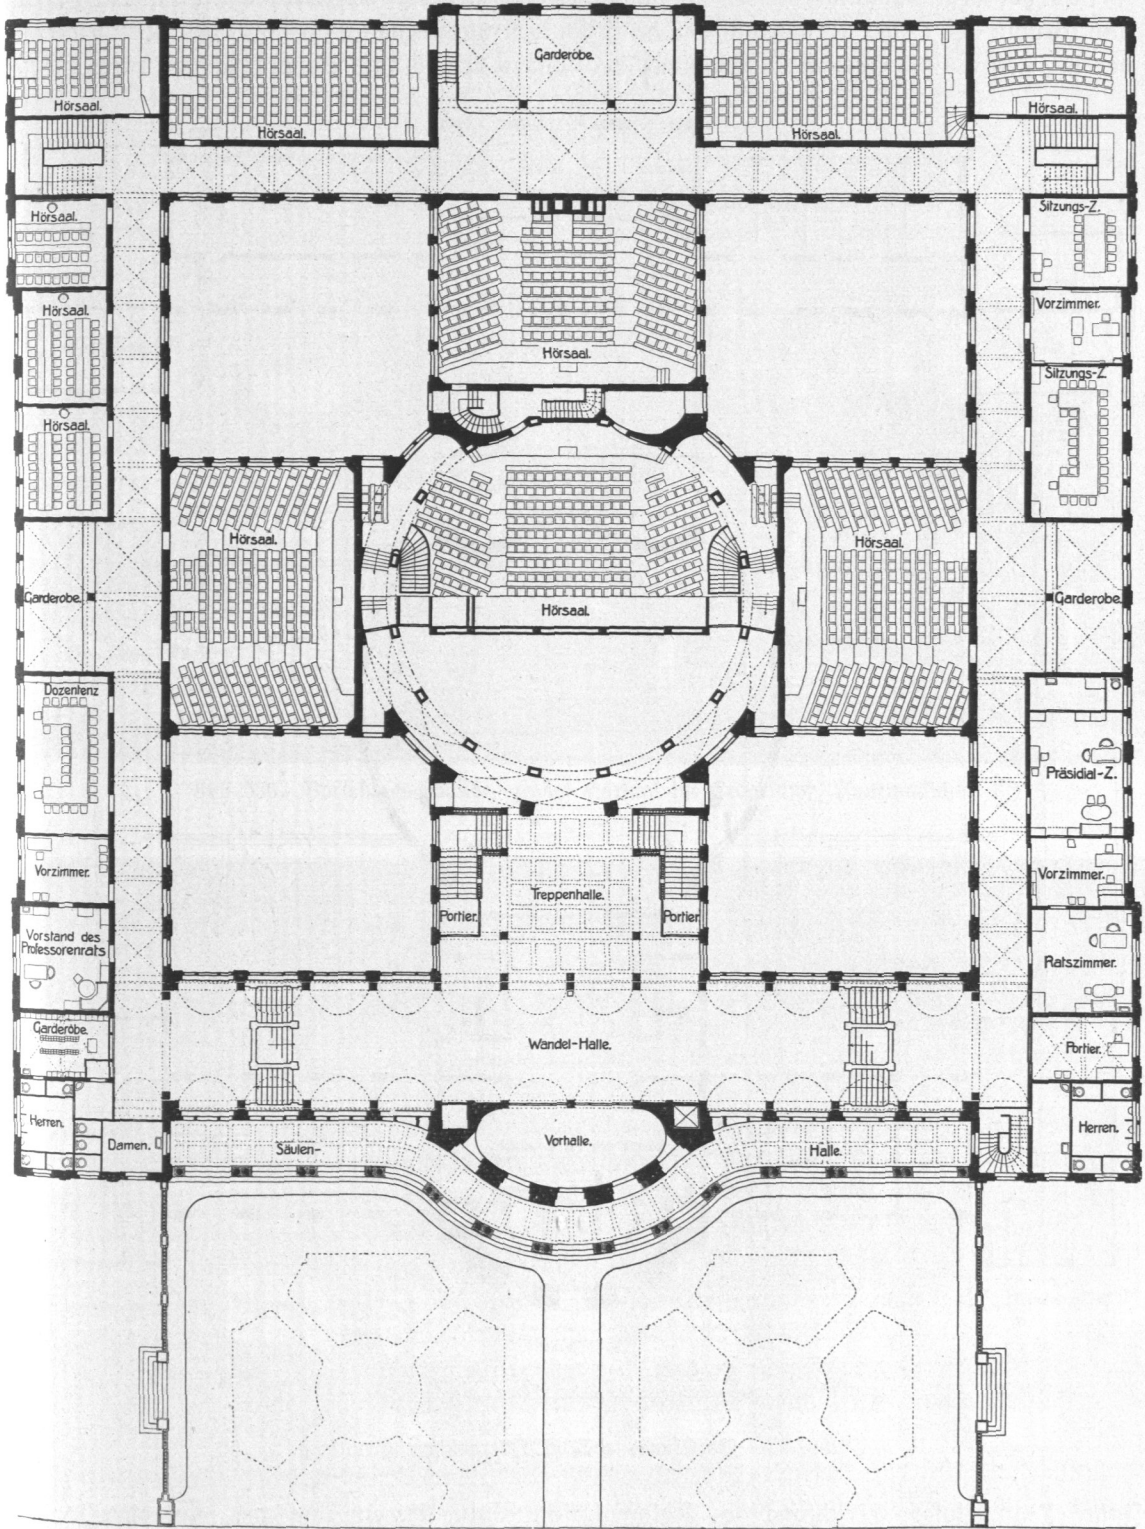 Garderobe.
Hörsaal.
Hörsaal.
Hörsaal.
Hörsaal.
Hörsaal.
Sitzungs-Z.
Hörsaal.
Vorzimmer.
Hörsaal.
Sitzungs-Z.
Hörsaal.
Hörsaal.
Hörsaal.
Garderobe.
Hörsaal.
Garderobe.
Dozentenz
Präsidial-Z.
Vorzimmer.
Treppenhalle.
Vorzimmer.
Portier.
Portier.
Vorstand des
Professorenrats
Ratszimmer.
Garderobe.
Wandel-Halle.
Portier.
Herren.
Damen.
Säulen-
Vorhalle.
Halle.
Herren.